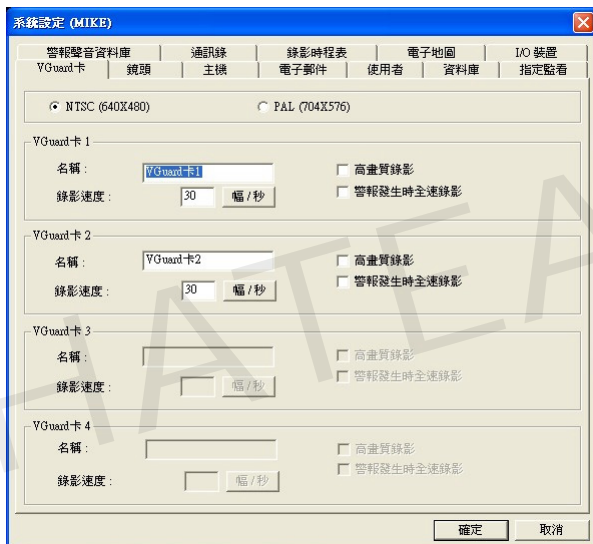 系統設定 (MIKE)
警報聲音資料庫 通訊錄 錄影時程表 電子地圖 I/O 裝置
VGuard卡 鏡頭 主機 電子郵件 使用者 資料庫 指定監看
NTSC (640X480) PAL (704X576)
VGuard卡 1
名稱 : VGuard卡1 高畫質錄影
錄影速度 : 30 幅 / 秒 警報發生時全速錄影
VGuard卡 2
名稱 : VGuard卡2 高畫質錄影
錄影速度 : 30 幅 / 秒 警報發生時全速錄影
VGuard卡 3
名稱 : 高畫質錄影
錄影速度 : 幅 / 秒 警報發生時全速錄影
VGuard卡 4
名稱 : 高畫質錄影
錄影速度 : 幅 / 秒 警報發生時全速錄影
確定 取消
HATEA